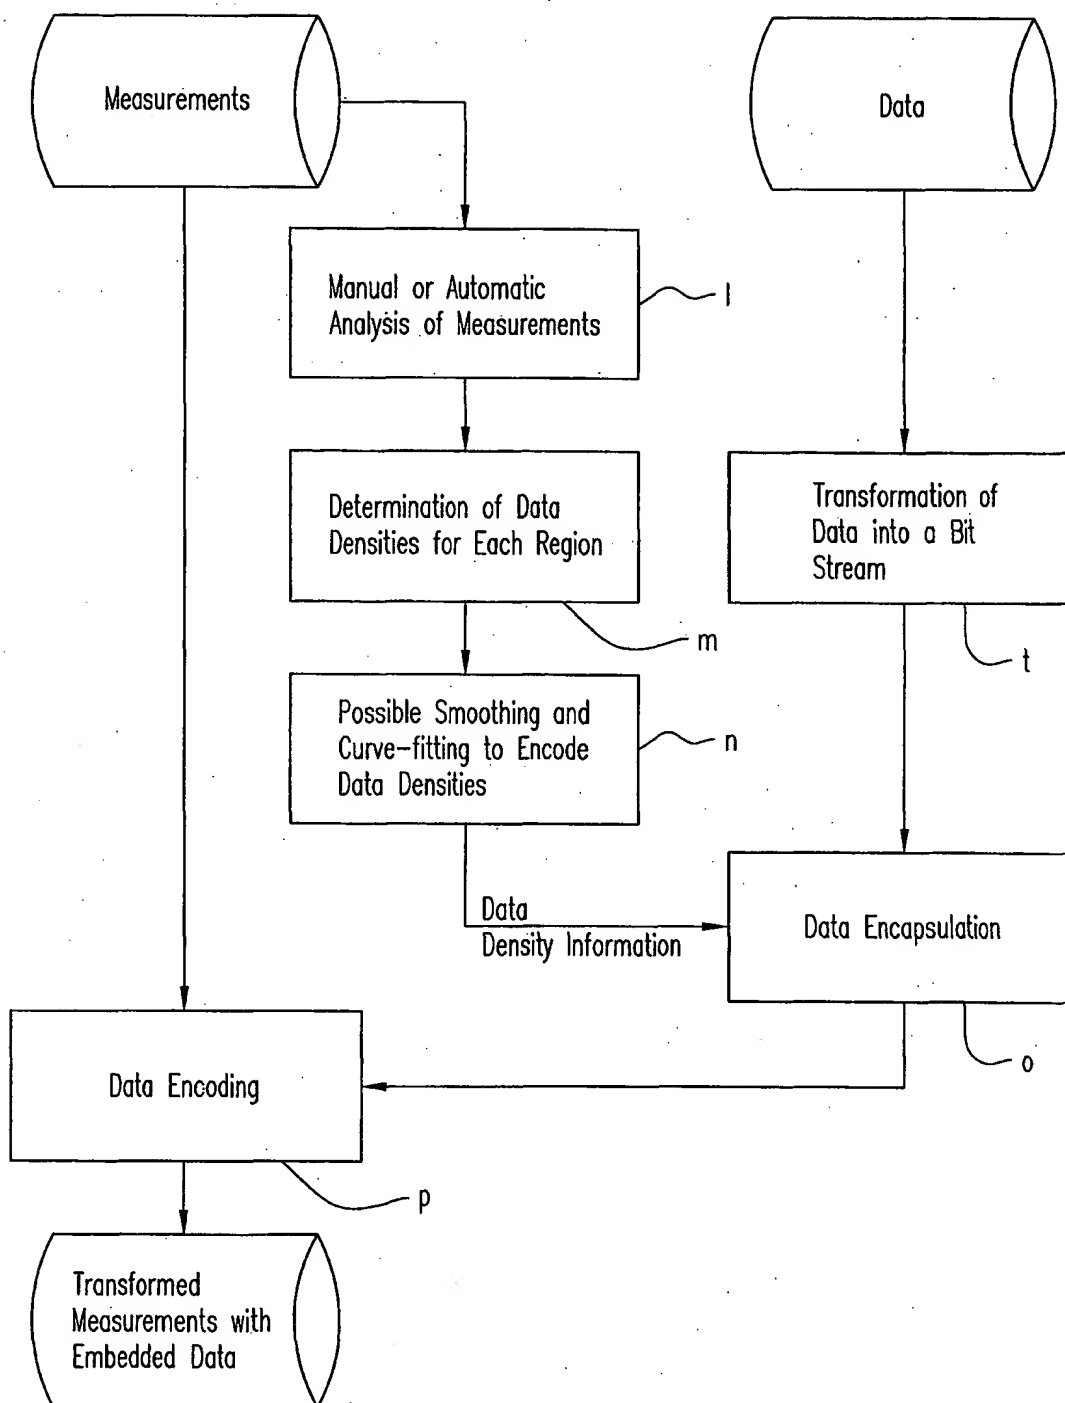 Measurements
Data
Manual or Automatic
Analysis of Measurements
l
Determination of Data
Densities for Each Region
m
Transformation of
Data into a Bit
Stream
t
Possible Smoothing and
Curve-fitting to Encode
Data Densities
n
Data
Density Information
Data Encapsulation
o
Data Encoding
p
Transformed
Measurements with
Embedded Data